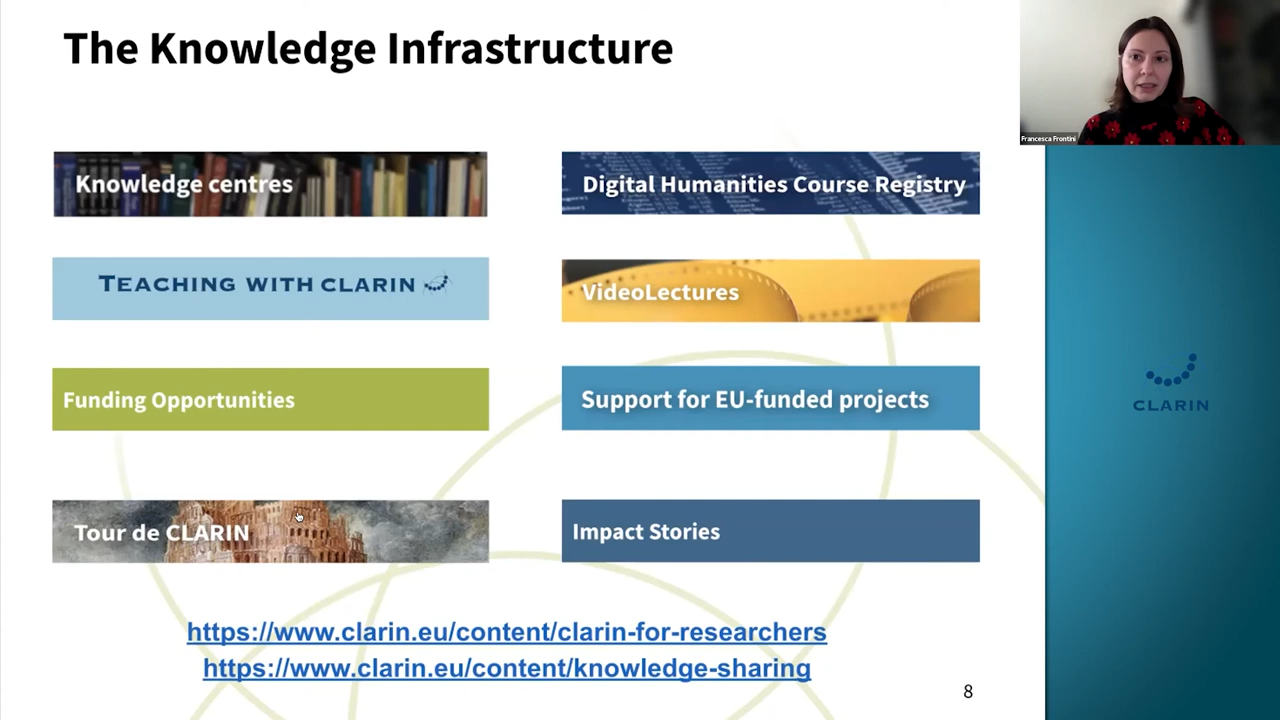 The Knowledge Infrastructure
Francesca Frontini
Knowledge centres
Digital Humanities Course Registry
TEACHING WITH CLARIN
VideoLectures
Funding Opportunities
Support for EU-funded projects
CLARIN
Tour de CLARIN
Impact Stories
https://www.clarin.eu/content/clarin-for-researchers
https://www.clarin.eu/content/knowledge-sharing
8